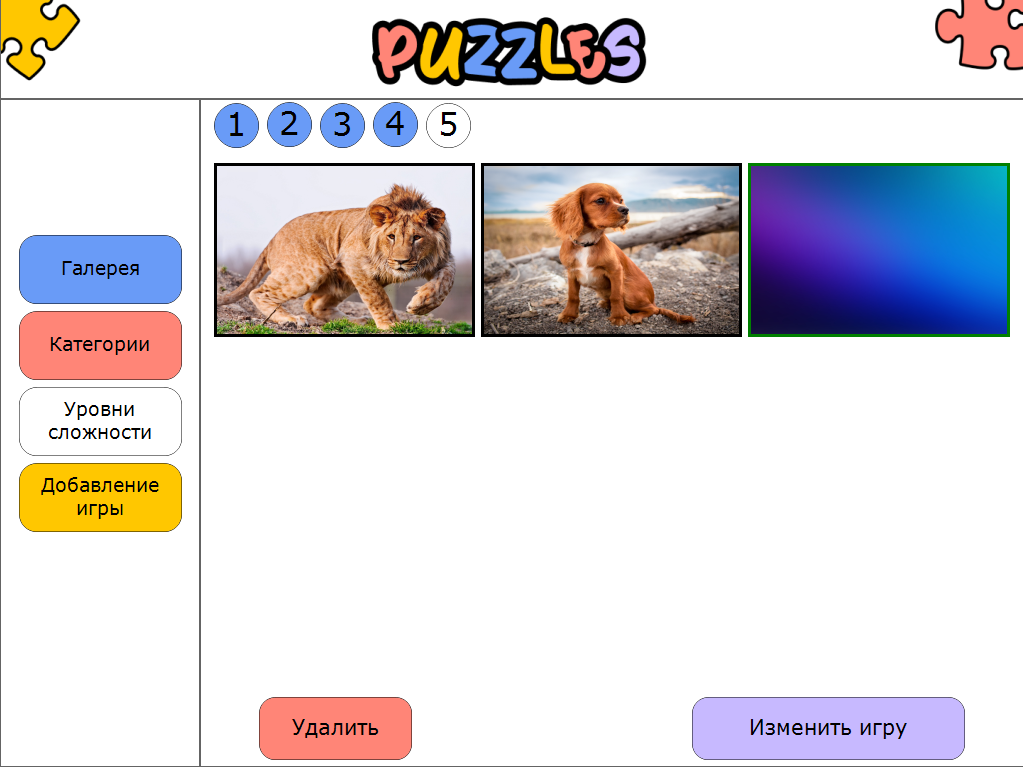 PUZZLES
1 2 3 4 5
Галерея
Категории
Уровни
сложности
Добавление
игры
Удалить
Изменить игру